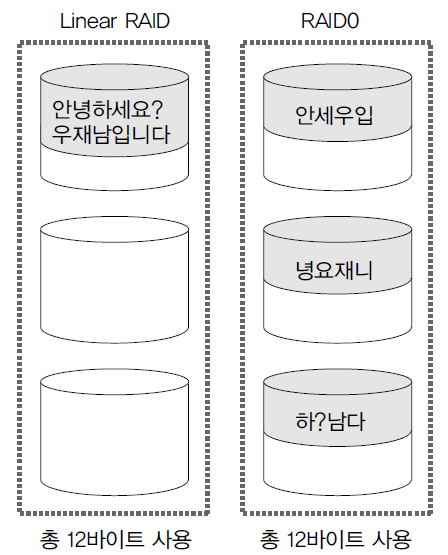 Linear RAID
안녕하세요?
우재남입니다
총 12바이트 사용
RAID0
안세우입
녕요재니
하?남다
총 12바이트 사용